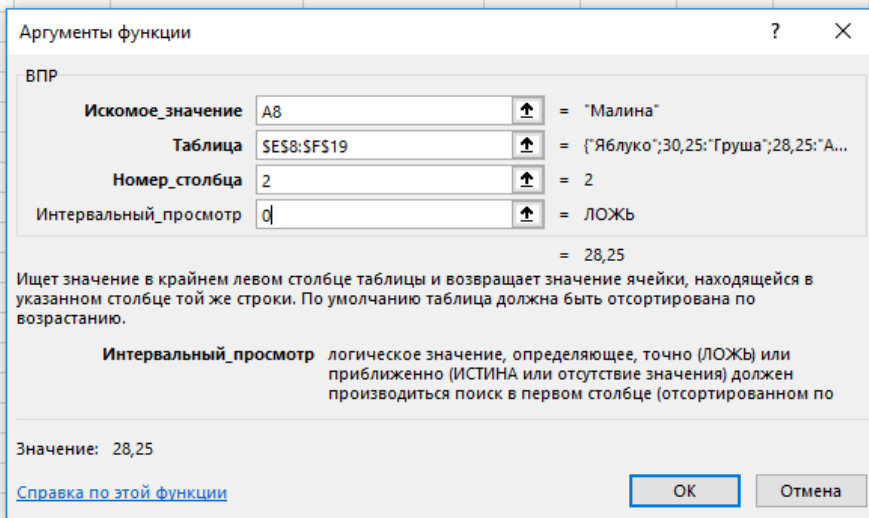 Аргументы функции ? ×
ВПР
Искомое_значение A8 = "Малина"
Таблица $E$8:$F$19 = {"Яблуко";30,25:"Груша";28,25:"А...
Номер_столбца 2 = 2
Интервальный_просмотр 0 = ЛОЖЬ
= 28,25
Ищет значение в крайнем левом столбце таблицы и возвращает значение ячейки, находящейся в
указанном столбце той же строки. По умолчанию таблица должна быть отсортирована по
возрастанию.
Интервальный_просмотр логическое значение, определяющее, точно (ЛОЖЬ) или
приближенно (ИСТИНА или отсутствие значения) должен
производиться поиск в первом столбце (отсортированном по
Значение: 28,25
Справка по этой функции ОК Отмена